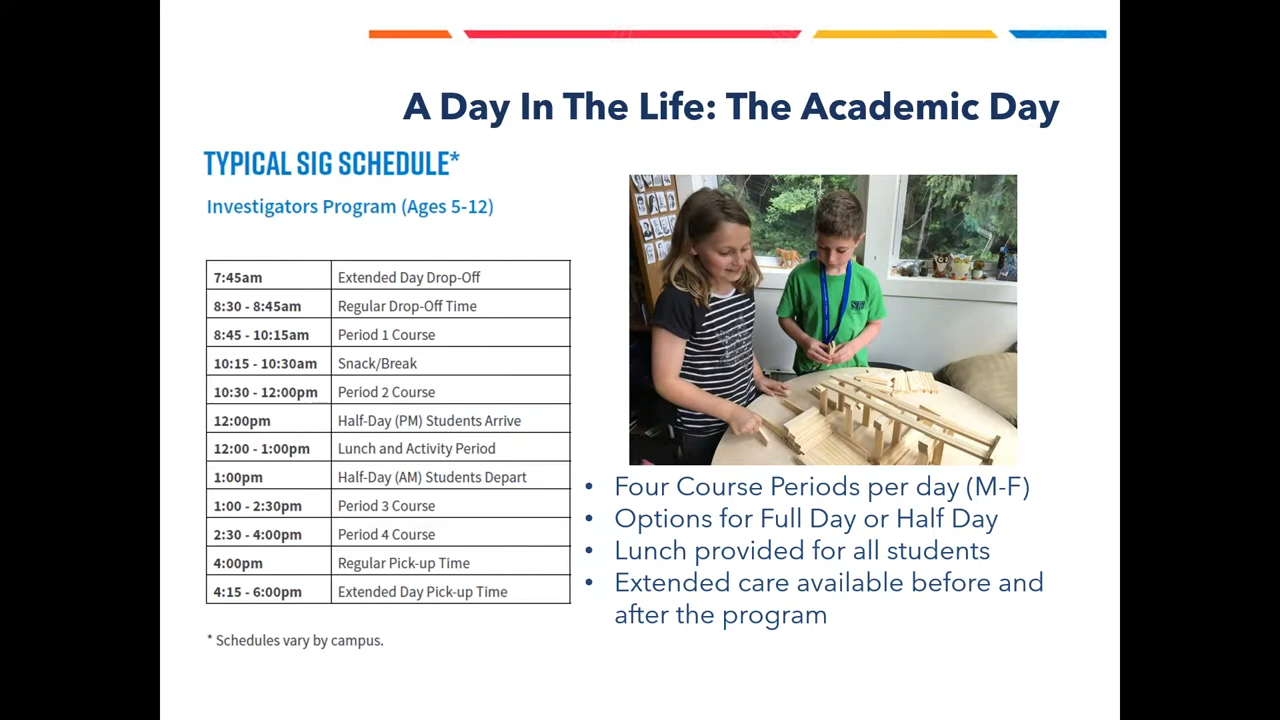 A Day In The Life: The Academic Day
TYPICAL SIG SCHEDULE*
Investigators Program (Ages 5-12)
7:45am Extended Day Drop-Off
8:30 - 8:45am Regular Drop-Off Time
8:45 - 10:15am Period 1 Course
10:15 - 10:30am Snack/Break
10:30 - 12:00pm Period 2 Course
12:00pm Half-Day (PM) Students Arrive
12:00 - 1:00pm Lunch and Activity Period
1:00pm Half-Day (AM) Students Depart
1:00 - 2:30pm Period 3 Course
2:30 - 4:00pm Period 4 Course
4:00pm Regular Pick-up Time
4:15 - 6:00pm Extended Day Pick-up Time
* Schedules vary by campus.
SIG
• Four Course Periods per day (M-F)
• Options for Full Day or Half Day
• Lunch provided for all students
• Extended care available before and
after the program